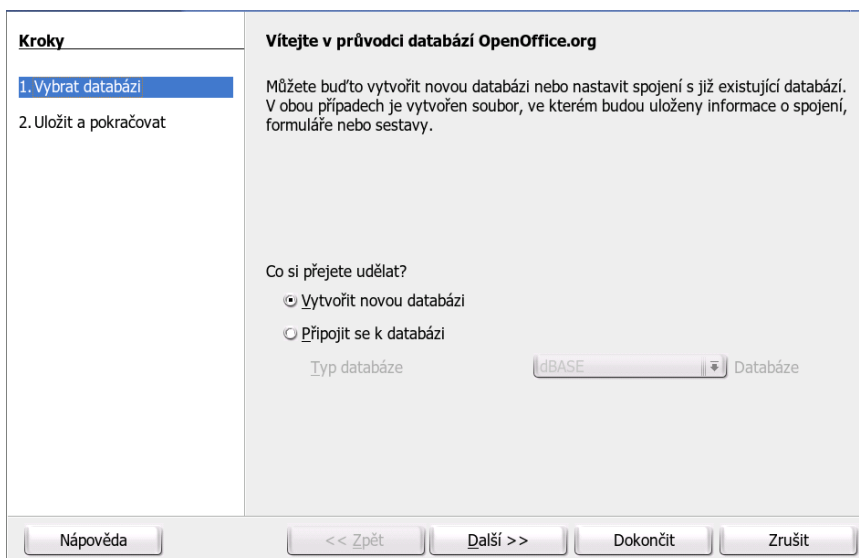 Kroky
1. Vybrat databázi
2. Uložit a pokračovat
Vítejte v průvodci databází OpenOffice.org
Můžete buďto vytvořit novou databázi nebo nastavit spojení s již existující databází.
V obou případech je vytvořen soubor, ve kterém budou uloženy informace o spojení,
formuláře nebo sestavy.
Co si přejete udělat?
Vytvořit novou databázi
Připojit se k databázi
Typ databáze dBASE Databáze
Nápověda << Zpět Další >> Dokončit Zrušit